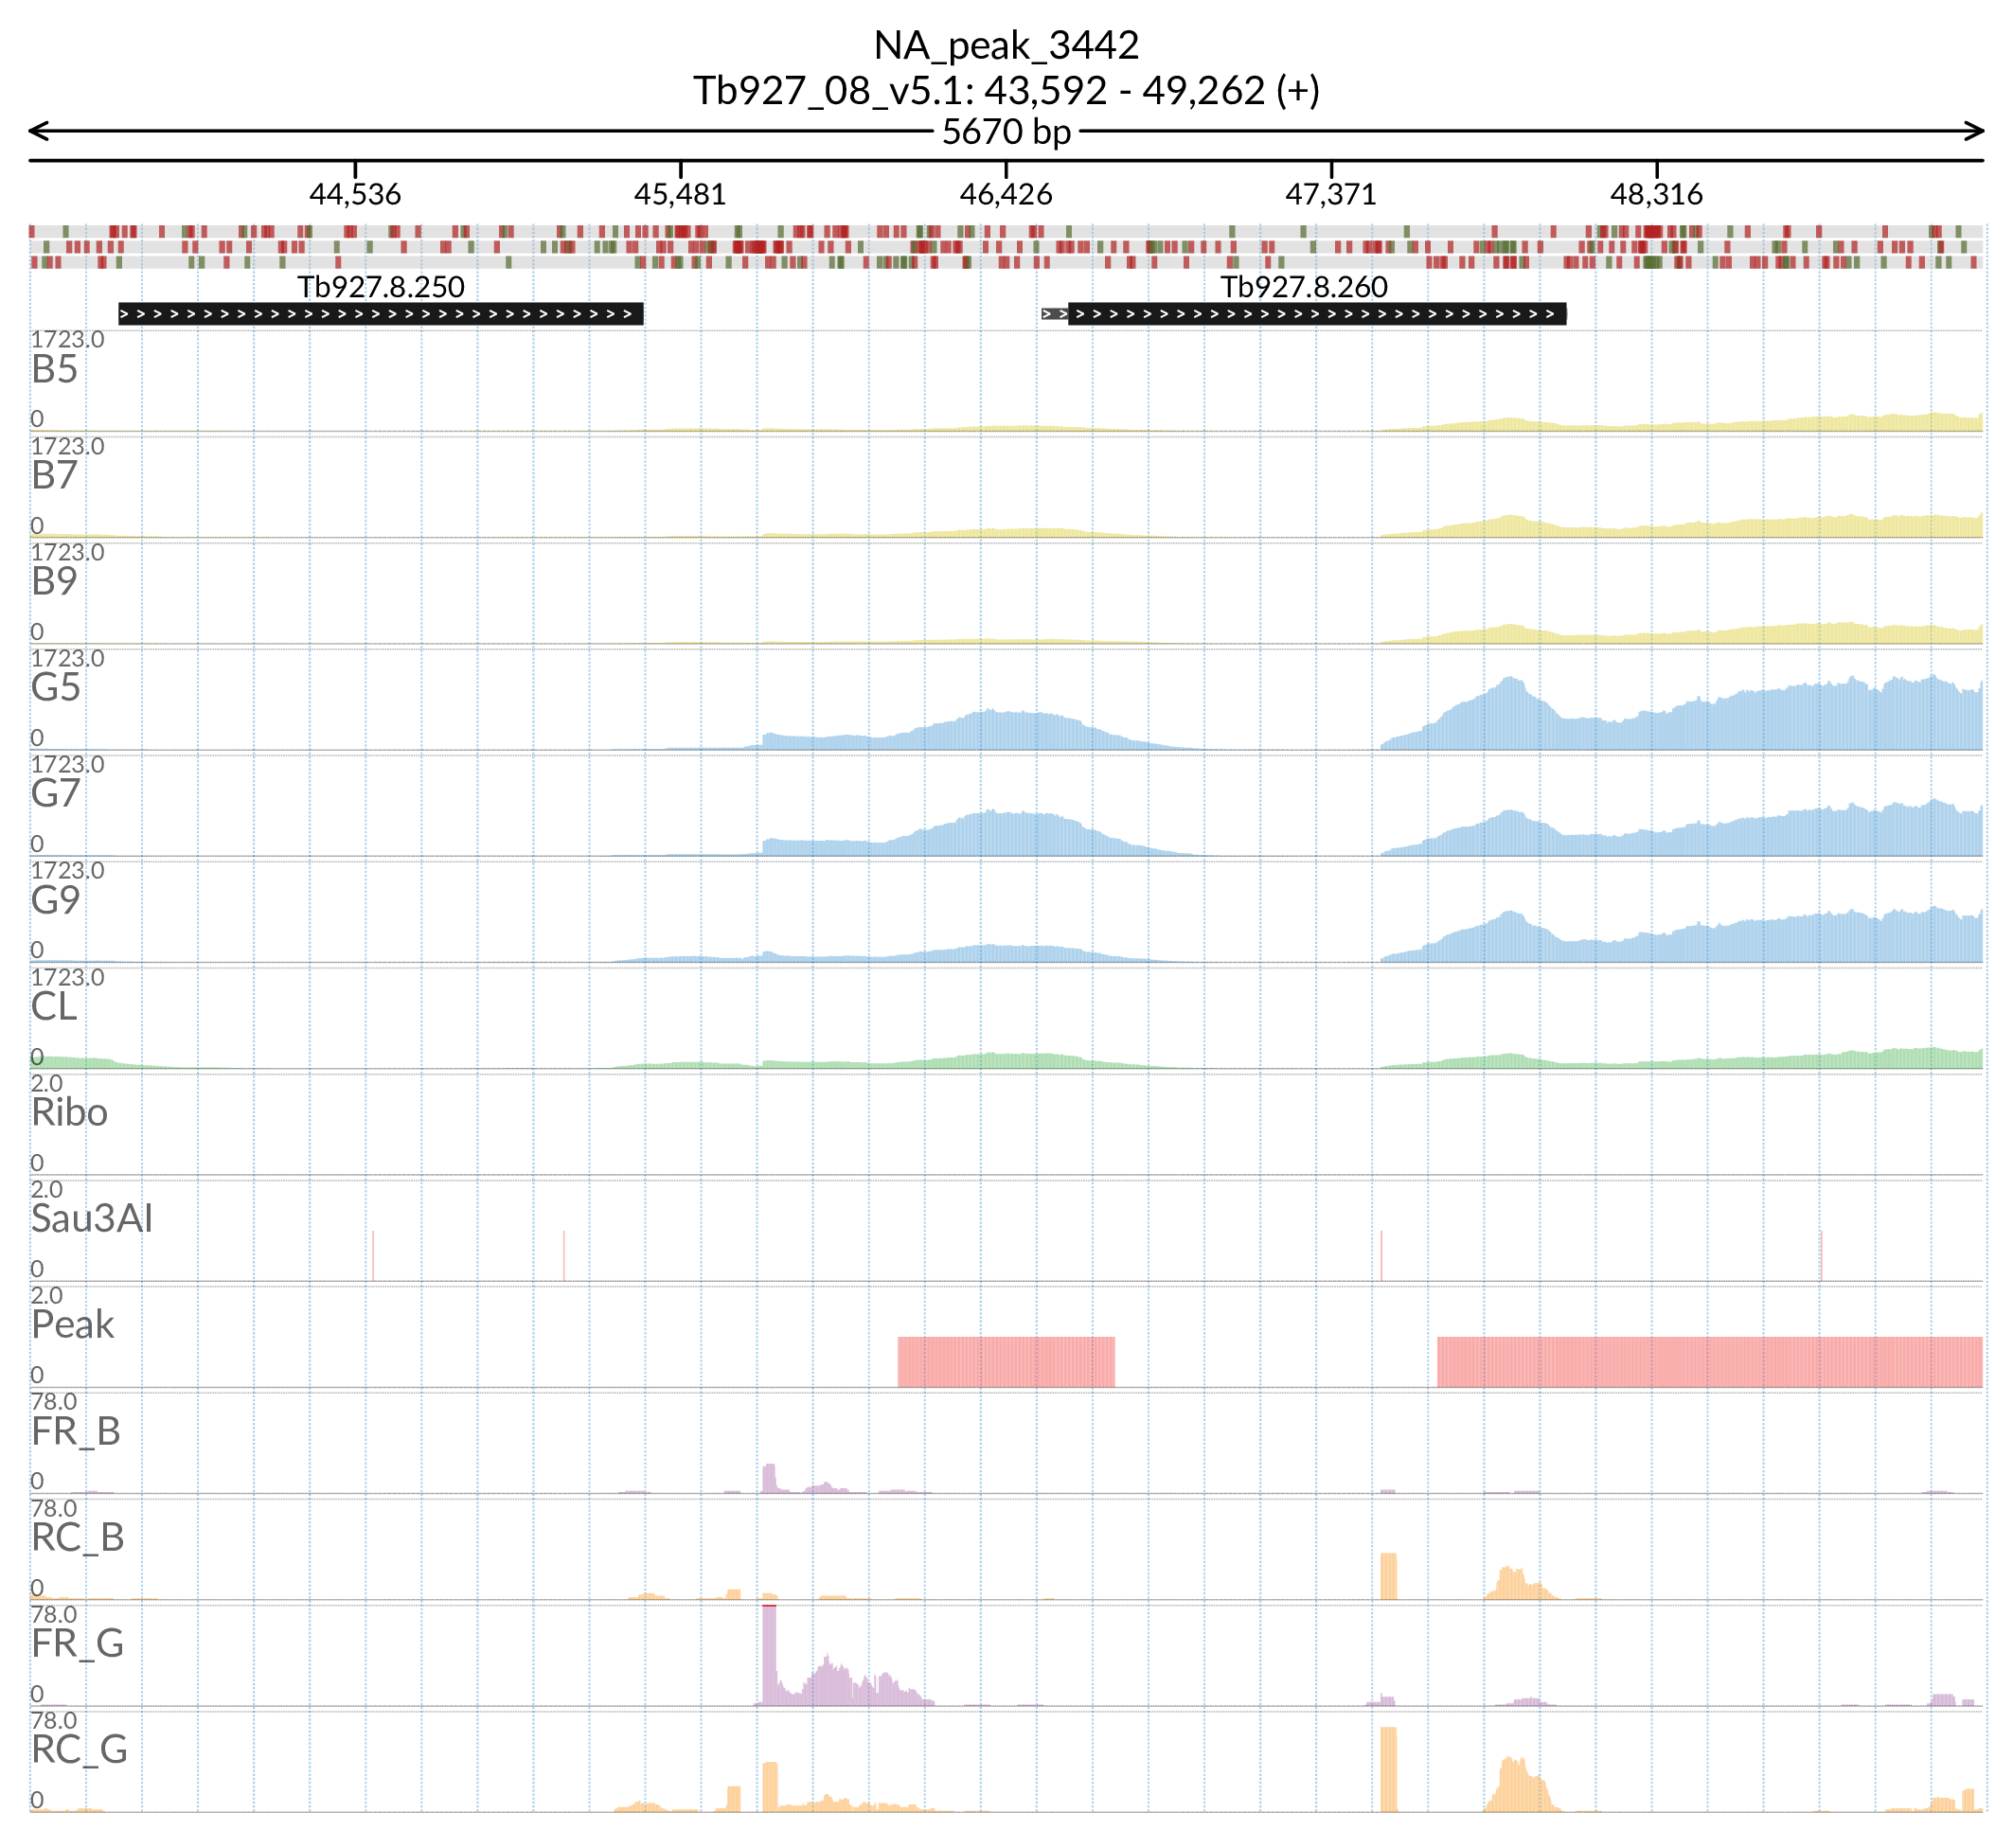 NA_peak_3442
Tb927_08_v5.1: 43,592 - 49,262 (+)
5670 bp
44,536 45,481 46,426 47,371 48,316
Tb927.8.250 Tb927.8.260
1723.0
B5
0
1723.0
B7
0
1723.0
B9
0
1723.0
G5
0
1723.0
G7
0
1723.0
G9
0
1723.0
CL
0
2.0
Ribo
0
2.0
Sau3AI
0
2.0
Peak
0
78.0
FR_B
0
78.0
RC_B
0
78.0
FR_G
0
78.0
RC_G
0